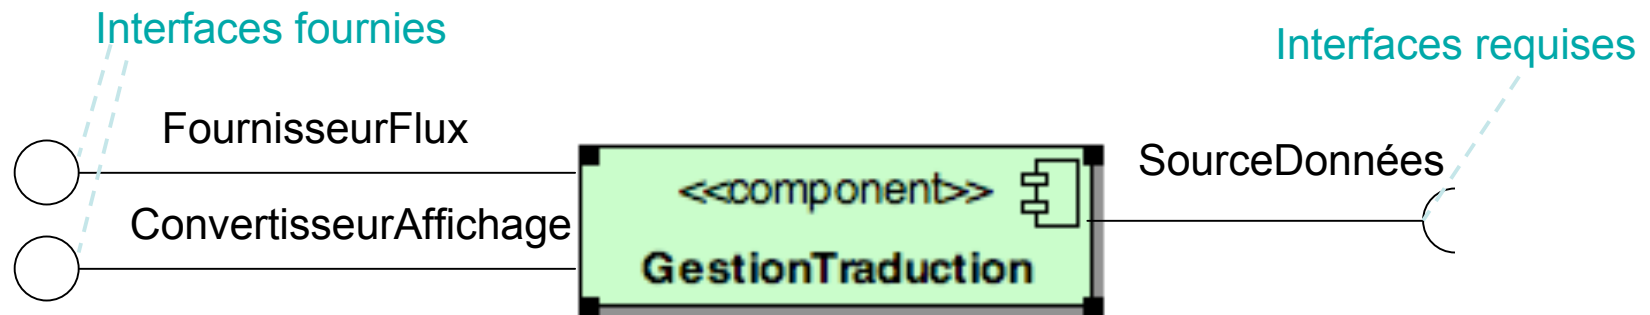 Interfaces fournies
Interfaces requises
FournisseurFlux
SourceDonnées
<<component>>
ConvertisseurAffichage
GestionTraduction